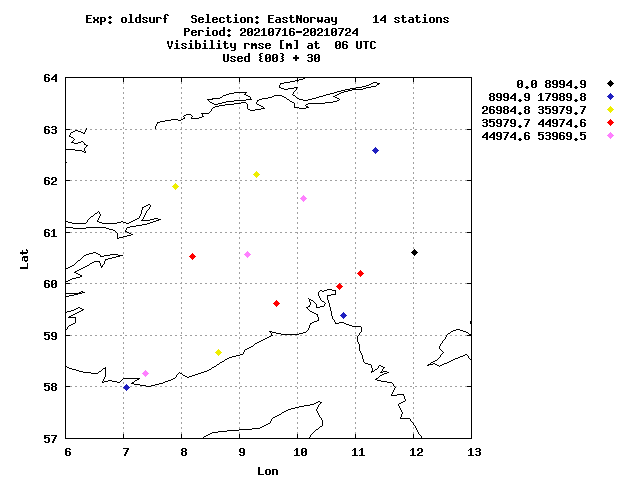 Exp: oldsurf   Selection: EastNorway     14 stations
Period: 20210716-20210724
Visibility rmse [m] at  06 UTC
Used {00} + 30
0.0 8994.9
8994.9 17989.8
26984.8 35979.7
35979.7 44974.6
44974.6 53969.5
64
63
62
61
60
59
58
57
Lat
6 7 8 9 10 11 12 13
Lon